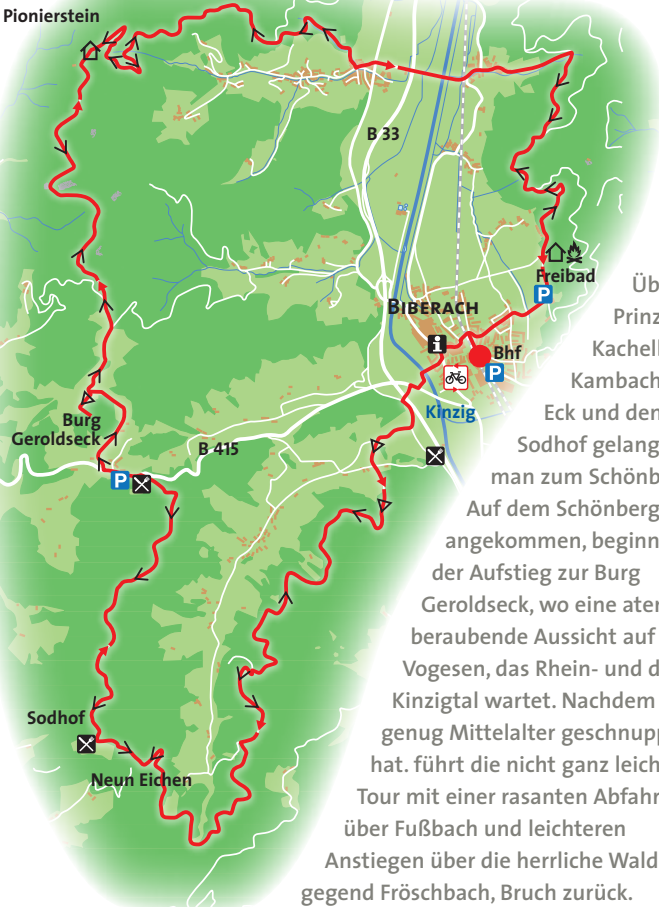 Pionierstein
B 33
Freibad
P
BIBERACH
i
Bhf
P
Kinzig
Burg
Geroldseck
B 415
P
Sodhof
Neun Eichen
Üb
Prinz
Kachell
Kambach
Eck und den
Sodhof gelang
man zum Schönb
Auf dem Schönberg
angekommen, beginn
der Aufstieg zur Burg
Geroldseck, wo eine ater
beraubende Aussicht auf
Vogesen, das Rhein- und d
Kinzigtal wartet. Nachdem
genug Mittelalter geschnupp
hat. führt die nicht ganz leich
Tour mit einer rasanten Abfahr
über Fußbach und leichteren
Anstiegen über die herrliche Wald
gegend Fröschbach, Bruch zurück.